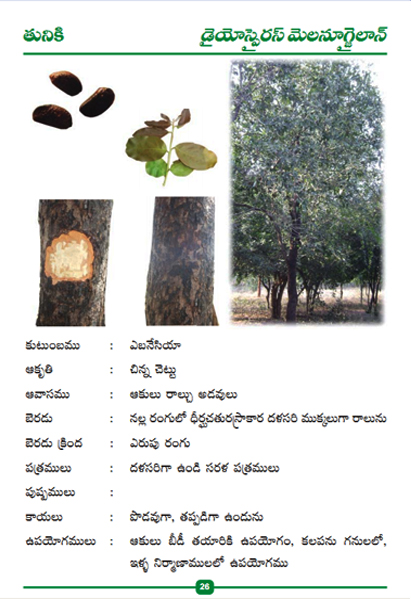 తునికి
డైయోస్పైరస్ మెలనూగ్జైలాన్
కుటుంబము : ఎబనేసియా
ఆకృతి : చిన్న చెట్టు
ఆవాసము : ఆకులు రాల్చు అడవులు
బెరడు : నల్ల రంగులో ధీర్ఘచతురస్రాకార దళసరి ముక్కలుగా రాలును
బెరడు క్రింద : ఎరుపు రంగు
పత్రములు : దళసరిగా ఉండి సరళ పత్రములు
పుష్పములు :
కాయలు : పొడవుగా, తప్పడిగా ఉండును
ఉపయోగములు : ఆకులు బీడీ తయారికి ఉపయోగం, కలపను గనులలో,
ఇళ్ళ నిర్మాణాములలో ఉపయోగము
26